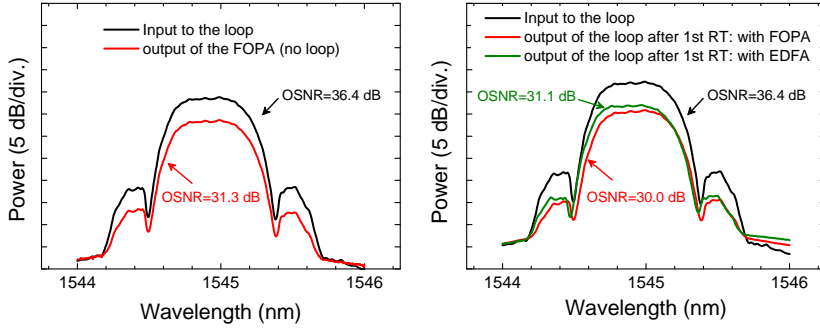 Input to the loop
output of the FOPA (no loop)
OSNR=36.4 dB
OSNR=31.3 dB
Power (5 dB/div.)
1544
1545
1546
Wavelength (nm)
Input to the loop
output of the loop after 1st RT: with FOPA
output of the loop after 1st RT: with EDFA
OSNR=31.1 dB
OSNR=36.4 dB
OSNR=30.0 dB
Power (5 dB/div.)
1544
1545
1546
Wavelength (nm)